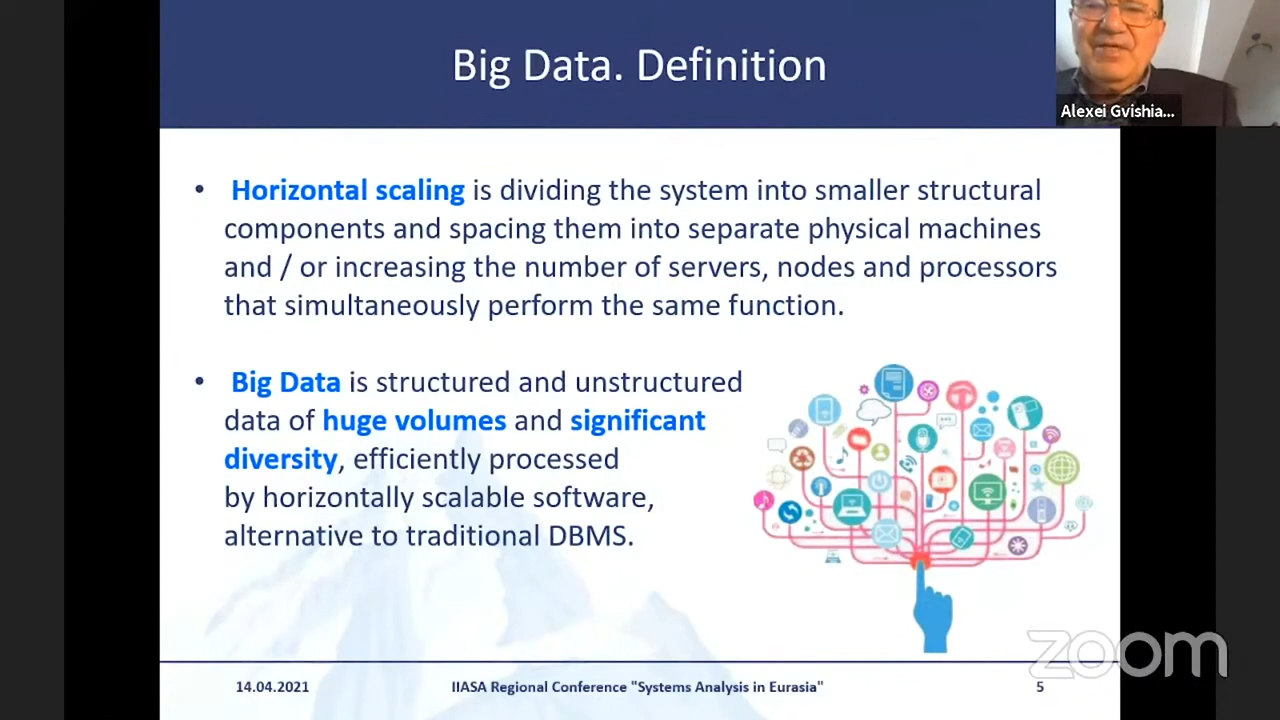 Big Data. Definition
Alexei Gvishia...
• Horizontal scaling is dividing the system into smaller structural
components and spacing them into separate physical machines
and / or increasing the number of servers, nodes and processors
that simultaneously perform the same function.
• Big Data is structured and unstructured
data of huge volumes and significant
diversity, efficiently processed
by horizontally scalable software,
alternative to traditional DBMS.
zoom
14.04.2021
IIASA Regional Conference "Systems Analysis in Eurasia"
5